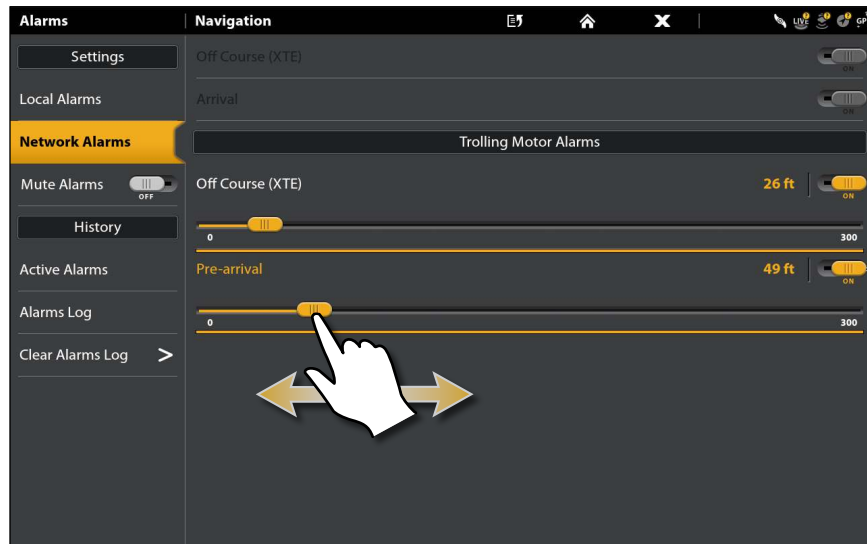 Alarms
Navigation
LIVE
GP
Settings
Off Course (XTE)
ON
Local Alarms
Arrival
ON
Network Alarms
Trolling Motor Alarms
Mute Alarms
OFF
Off Course (XTE)
26 ft
ON
History
0
300
Active Alarms
Pre-arrival
49 ft
ON
Alarms Log
0
300
Clear Alarms Log >